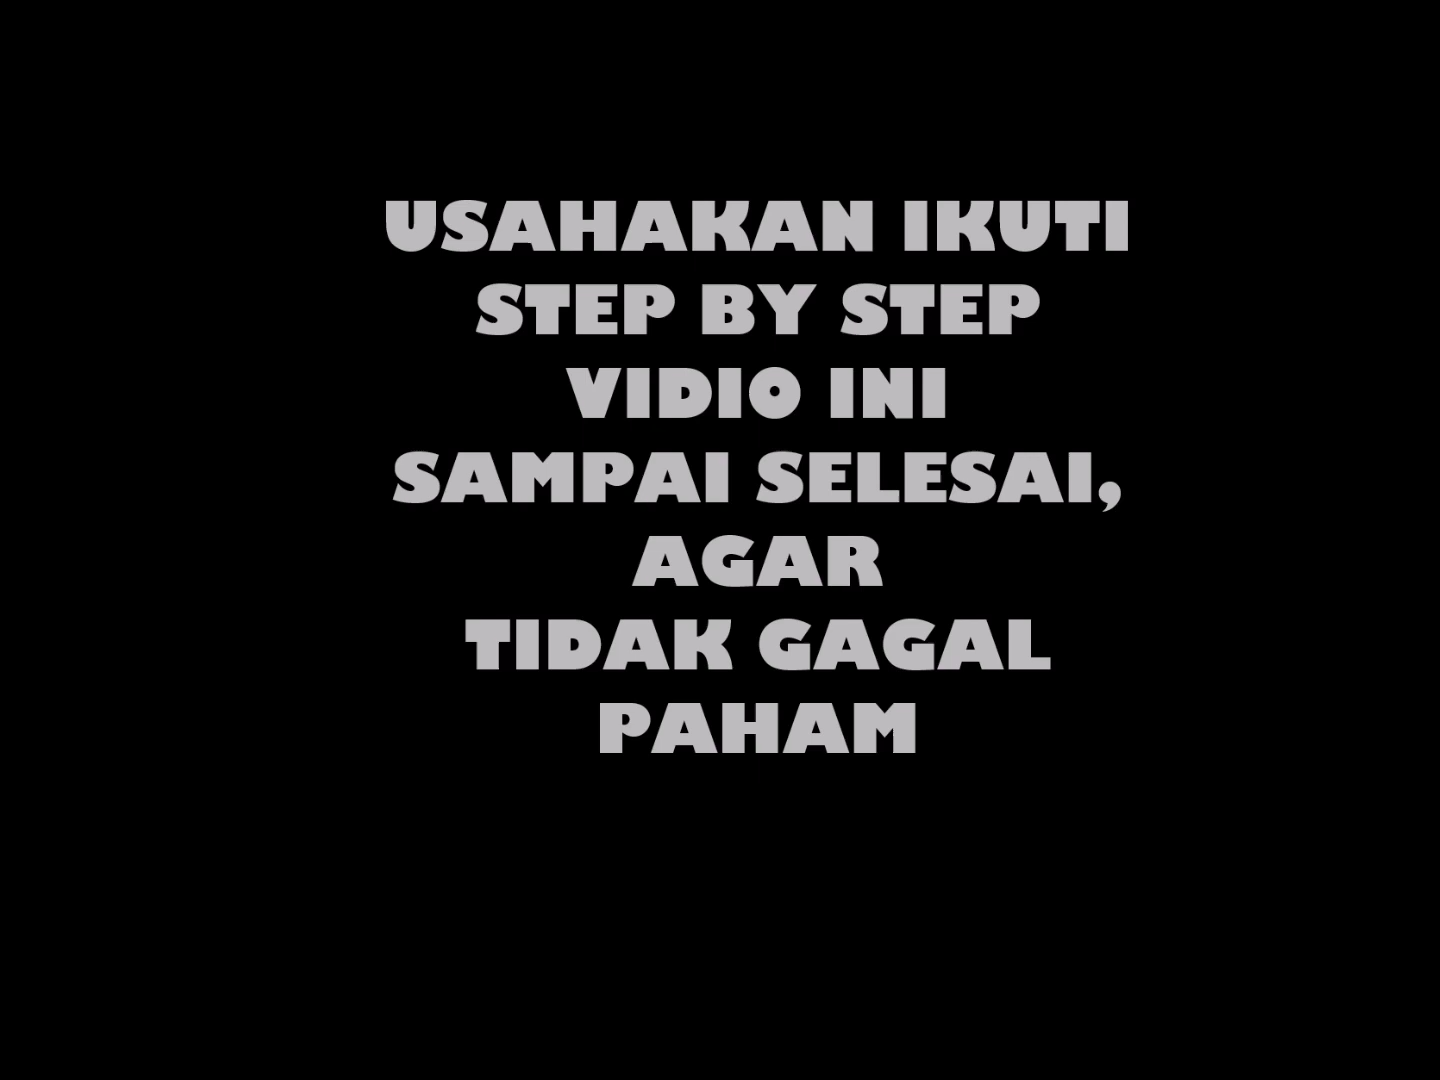 USAHAKAN IKUTI
STEP BY STEP
VIDIO INI
SAMPAI SELESAI,
AGAR
TIDAK GAGAL
PAHAM